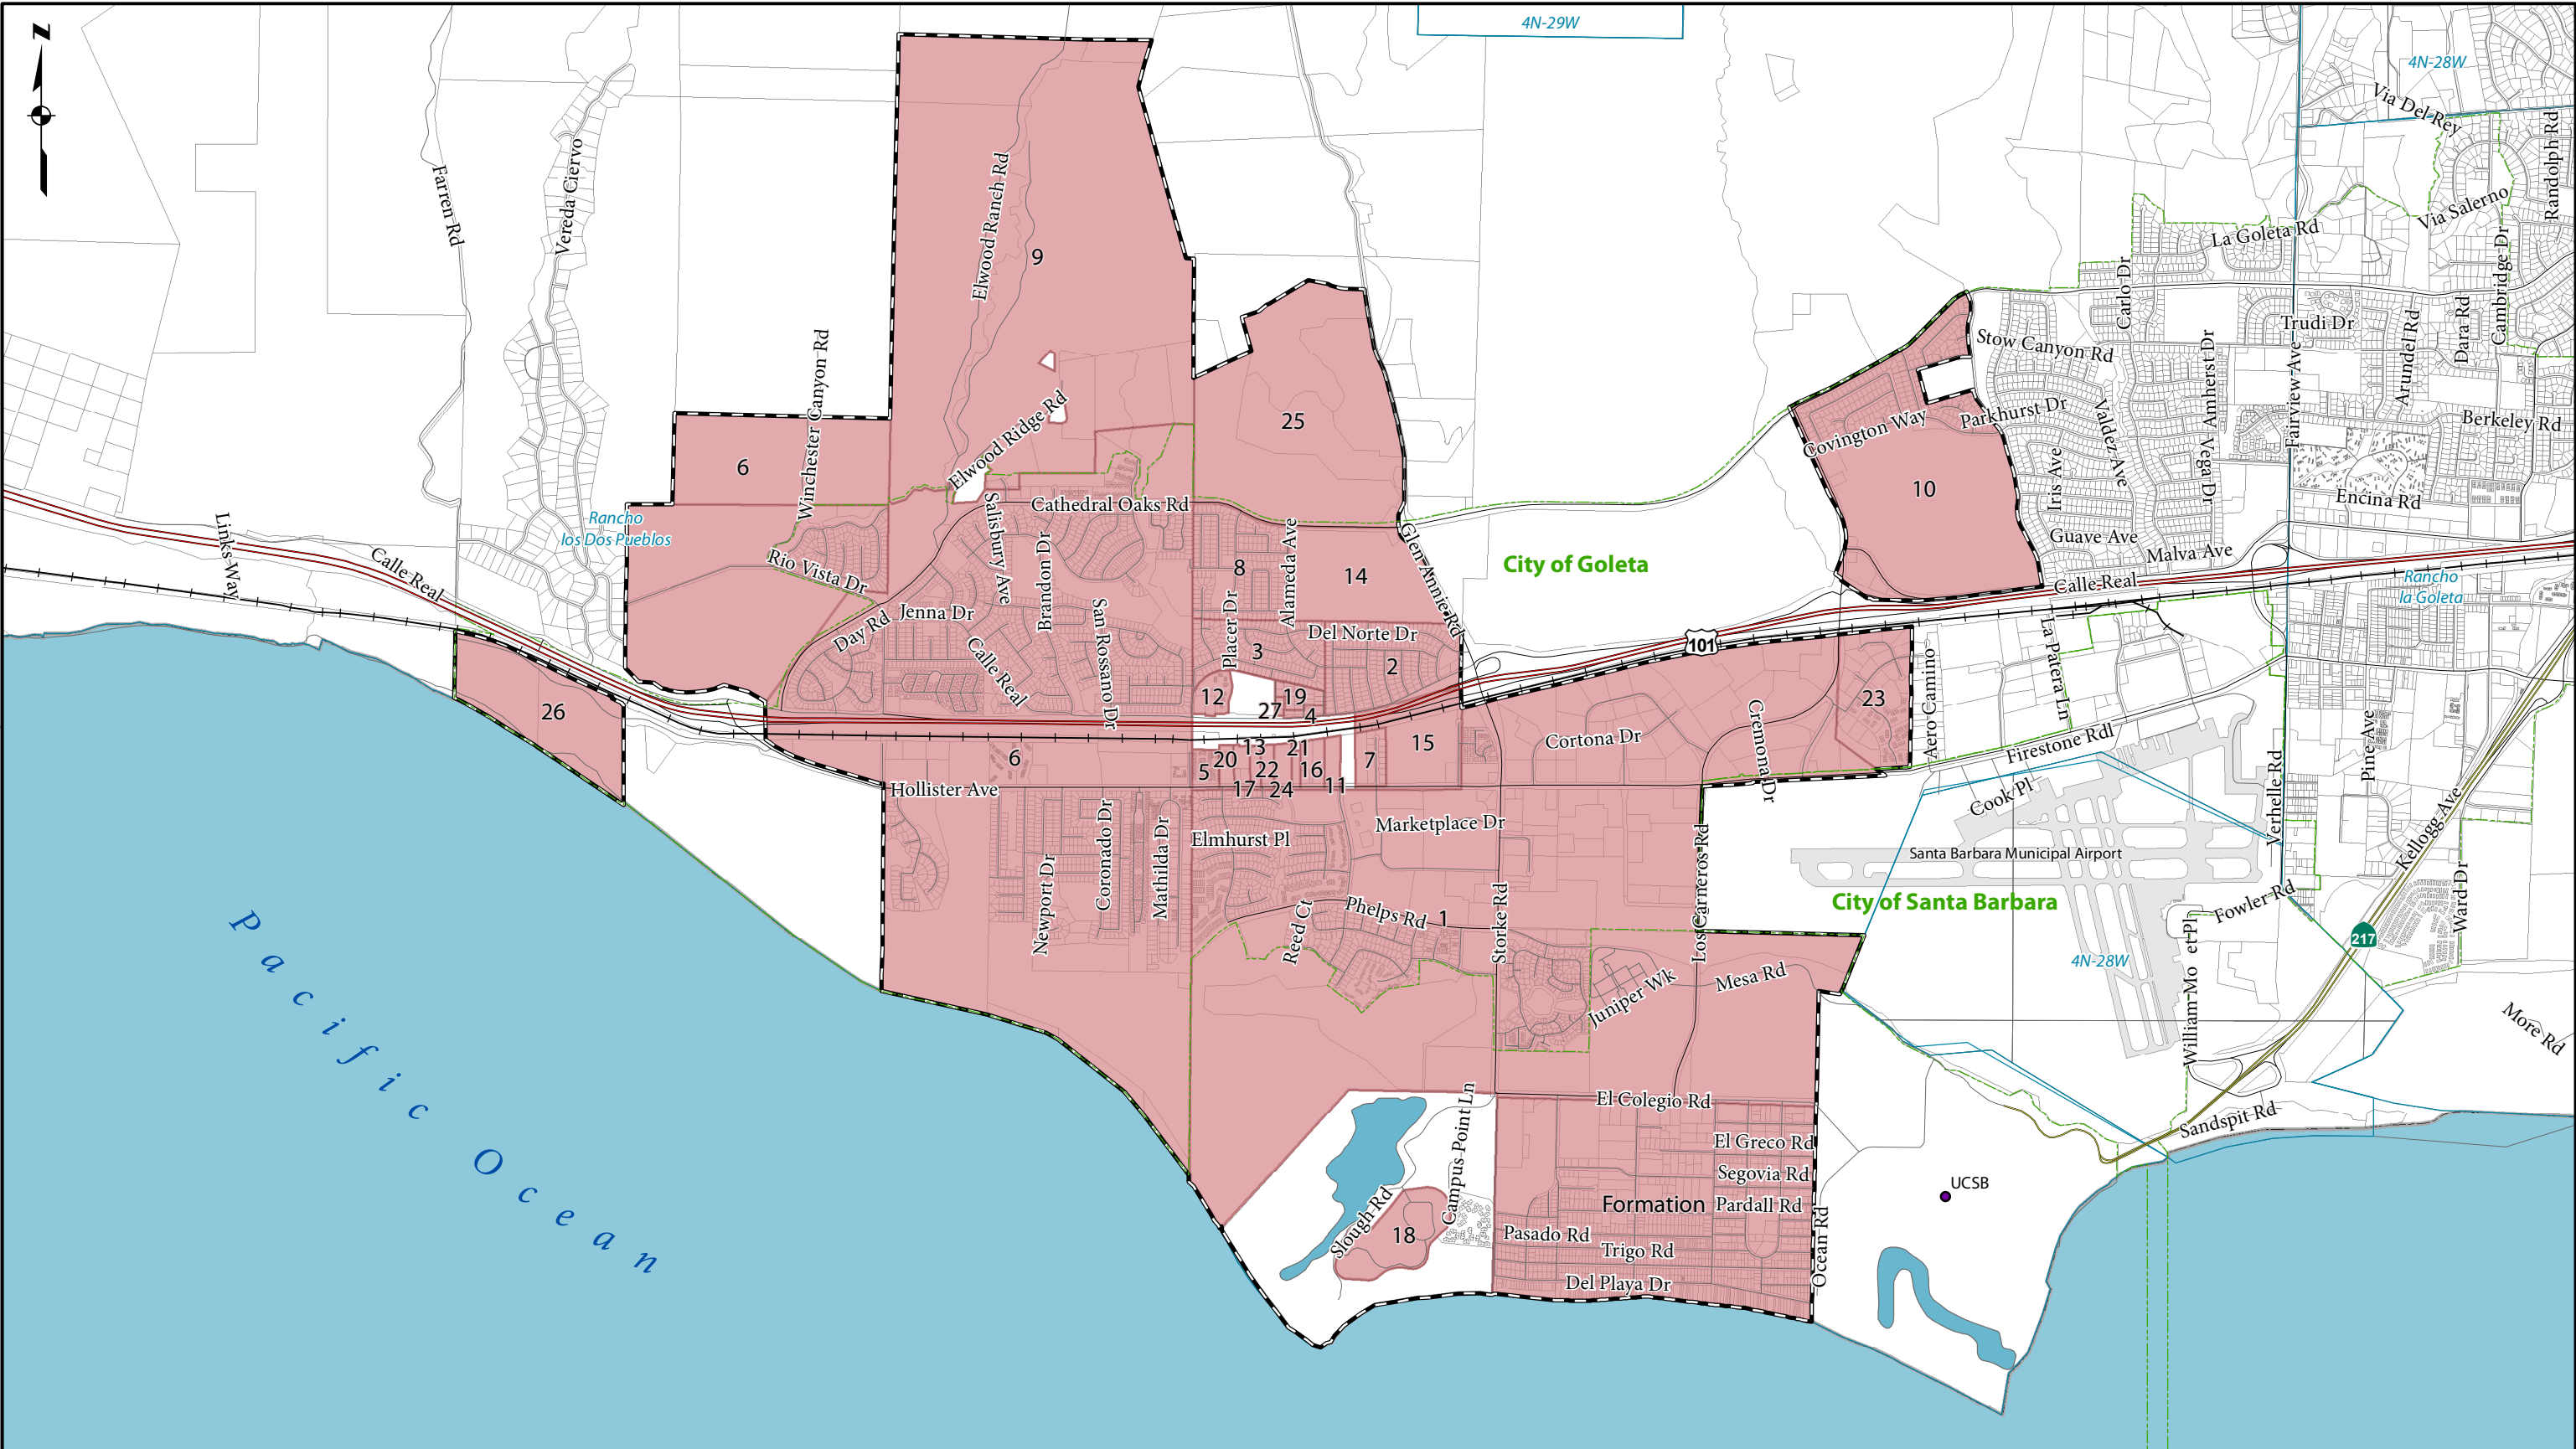 N
4N-29W
4N-28W
Via Del Rey
Randolph Rd
Via Salerno
Cambridge Dr
La Goleta Rd
Farren Rd
Vereda Ciervo
Elwood Ranch Rd
9
Carlo Dr
Trudi Dr
Arundel Rd
Dara Rd
Stow Canyon Rd
Amherst Dr
Fairview Ave
Winchester Canyon Rd
Elwood Ridge Rd
25
Covington Way
Parkhurst Dr
Valdez Ave
Vega Dr
Berkeley Rd
6
10
Iris Ave
Encina Rd
Cathedral Oaks Rd
Salisbury Ave
Rancho
los Dos Pueblos
Links Way
Calle Real
Rio Vista Dr
Brandon Dr
8
Alameda Ave
14
Glen Annie Rd
City of Goleta
Guave Ave
Malva Ave
Calle Real
Rancho
la Goleta
Jenna Dr
Day Rd
San Rossano Dr
Placer Dr
Del Norte Dr
3
2
101
La Patera Ln
Calle Real
12
19
27
4
26
23
Aero Camino
Cremona Dr
Cortona Dr
15
Firestone Rdl
Pine Ave
Verhelle Rd
6
13
21
5
20
22
16
7
17
24
11
Hollister Ave
Cook Pl
Kellogg Ave
Coronado Dr
Mathilda Dr
Newport Dr
Elmhurst Pl
Marketplace Dr
Los Carneros Rd
Santa Barbara Municipal Airport
City of Santa Barbara
Fowler Rd
Ward Dr
Phelps Rd
1
Reed Ct
Storke Rd
217
4N-28W
William Mo et Pl
Mesa Rd
Juniper Wk
More Rd
Pacific Ocean
Campus Point Ln
El Colegio Rd
Sandspit Rd
El Greco Rd
Segovia Rd
UCSB
Formation
Pardall Rd
Slough Rd
18
Pasado Rd
Trigo Rd
Ocean Rd
Del Playa Dr